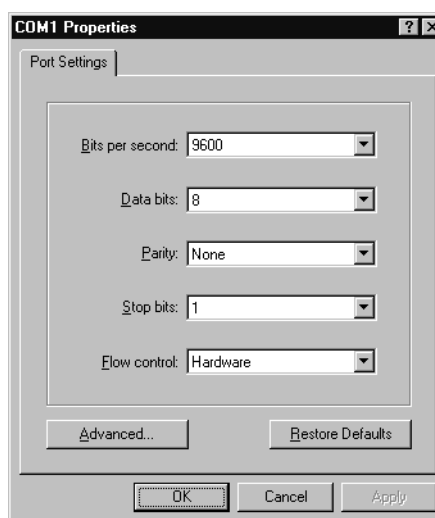 COM1 Properties
Port Settings
Bits per second: 9600
Data bits: 8
Parity: None
Stop bits: 1
Flow control: Hardware
Advanced... Restore Defaults
OK Cancel Apply